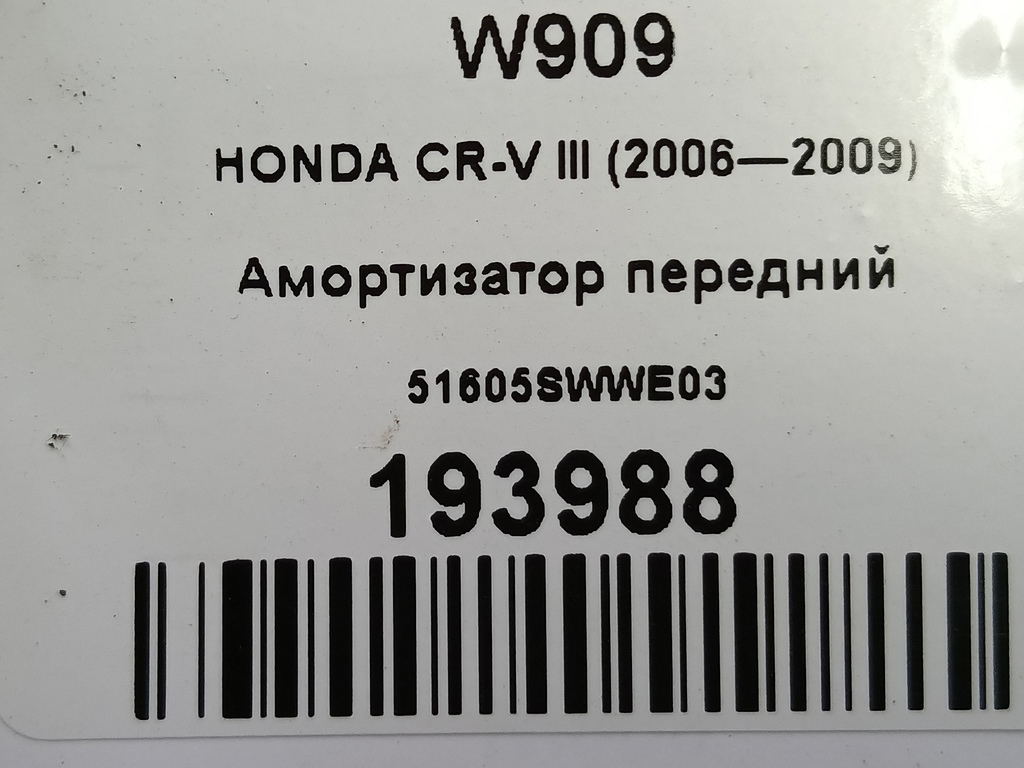 W909
HONDA CR-V III (2006—2009)
Амортизатор передний
51605SWWE03
193988